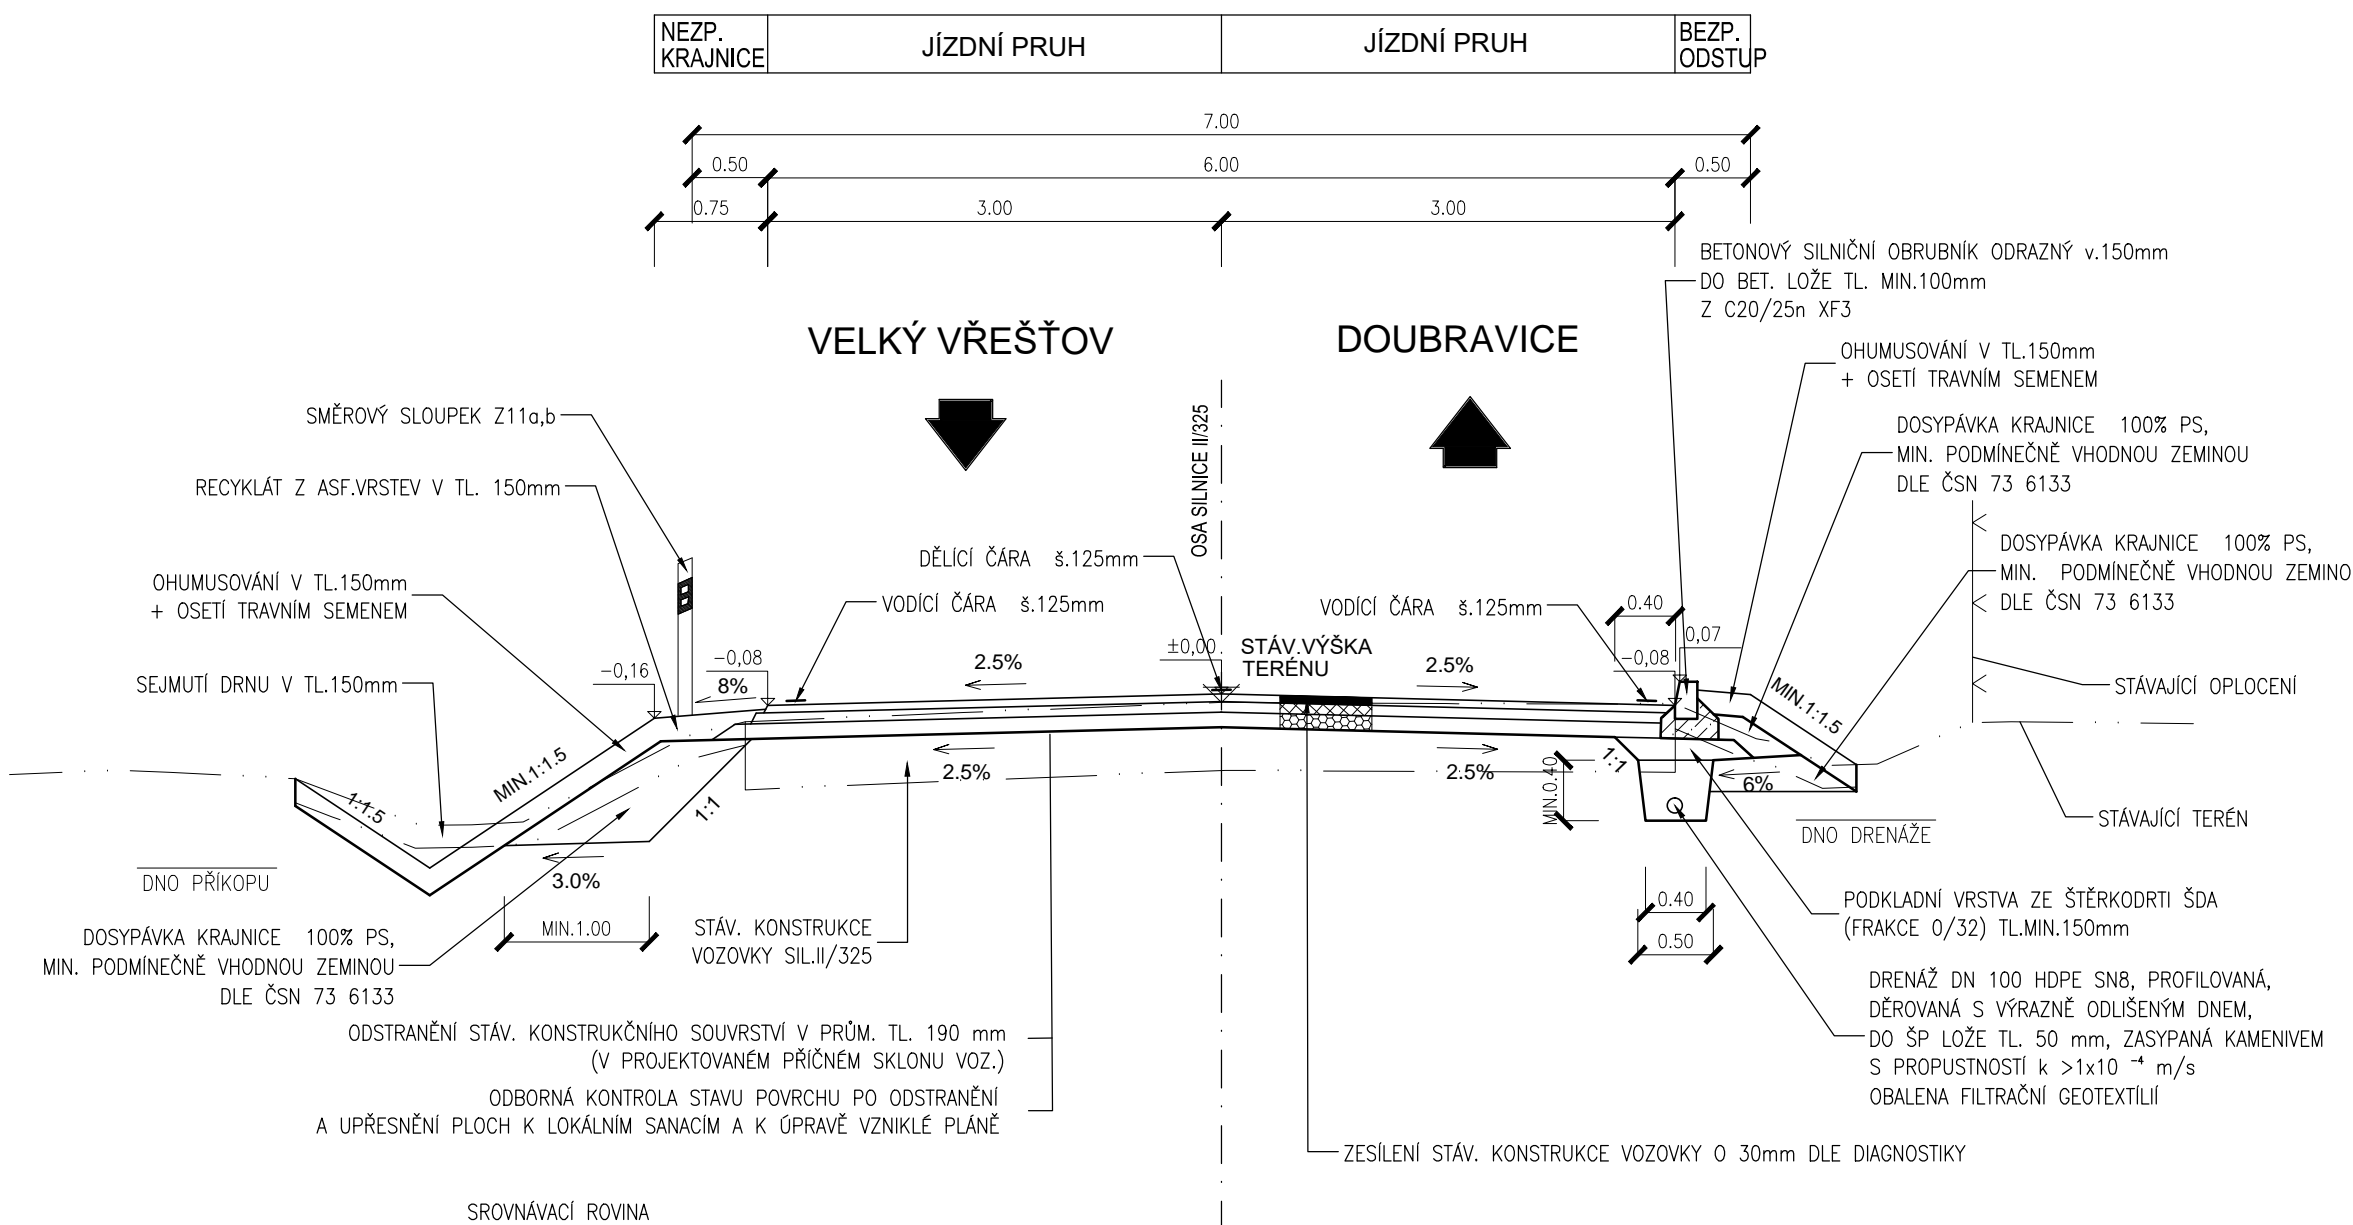 NEZP.
KRAJNICE
JÍZDNÍ PRUH
JÍZDNÍ PRUH
BEZP.
ODSTUP
7.00
0.50
6.00
0.50
0.75
3.00
3.00
BETONOVÝ SILNIČNÍ OBRUBNÍK ODRAZNÝ v.150mm
DO BET. LOŽE TL. MIN.100mm
Z C20/25n XF3
VELKÝ VŘEŠŤOV
DOUBRAVICE
OHUMUSOVÁNÍ V TL.150mm
+ OSETÍ TRAVNÍM SEMENEM
SMĚROVÝ SLOUPEK Z11a,b
DOSYPÁVKA KRAJNICE 100% PS,
MIN. PODMÍNEČNĚ VHODNOU ZEMINOU
DLE ČSN 73 6133
RECYKLÁT Z ASF.VRSTEV V TL. 150mm
OSA SILNICE II/325
DOSYPÁVKA KRAJNICE 100% PS,
MIN. PODMÍNEČNĚ VHODNOU ZEMINO
DLE ČSN 73 6133
DĚLÍCÍ ČÁRA š.125mm
OHUMUSOVÁNÍ V TL.150mm
+ OSETÍ TRAVNÍM SEMENEM
VODÍCÍ ČÁRA š.125mm
VODÍCÍ ČÁRA š.125mm
0.40
0,07
±0,00
STÁV.VÝŠKA
TERÉNU
-0,16
-0,08
2.5%
2.5%
-0,08
8%
SEJMUTÍ DRNU V TL.150mm
MIN.1:1.5
STÁVAJÍCÍ OPLOCENÍ
MIN.1:1.5
1:1.5
1:1
2.5%
2.5%
1:1
MIN.0.40
6%
STÁVAJÍCÍ TERÉN
DNO DRENÁŽE
DNO PŘÍKOPU
3.0%
MIN.1.00
0.40
0.50
PODKLADNÍ VRSTVA ZE ŠTĚRKODRTI ŠDA
(FRAKCE 0/32) TL.MIN.150mm
STÁV. KONSTRUKCE
VOZOVKY SIL.II/325
DOSYPÁVKA KRAJNICE 100% PS,
MIN. PODMÍNEČNĚ VHODNOU ZEMINOU
DLE ČSN 73 6133
DRENÁŽ DN 100 HDPE SN8, PROFILOVANÁ,
DĚROVANÁ S VÝRAZNĚ ODLIŠENÝM DNEM,
DO ŠP LOŽE TL. 50 mm, ZASYPANÁ KAMENIVEM
S PROPUSTNOSTÍ k >1x10 ⁻⁴ m/s
OBALENA FILTRAČNÍ GEOTEXTÍLIÍ
ODSTRANĚNÍ STÁV. KONSTRUKČNÍHO SOUVRSTVÍ V PRŮM. TL. 190 mm
(V PROJEKTOVANÉM PŘÍČNÉM SKLONU VOZ.)
ODBORNÁ KONTROLA STAVU POVRCHU PO ODSTRANĚNÍ
A UPŘESNĚNÍ PLOCH K LOKÁLNÍM SANACÍM A K ÚPRAVĚ VZNIKLÉ PLÁNĚ
ZESÍLENÍ STÁV. KONSTRUKCE VOZOVKY O 30mm DLE DIAGNOSTIKY
SROVNÁVACÍ ROVINA